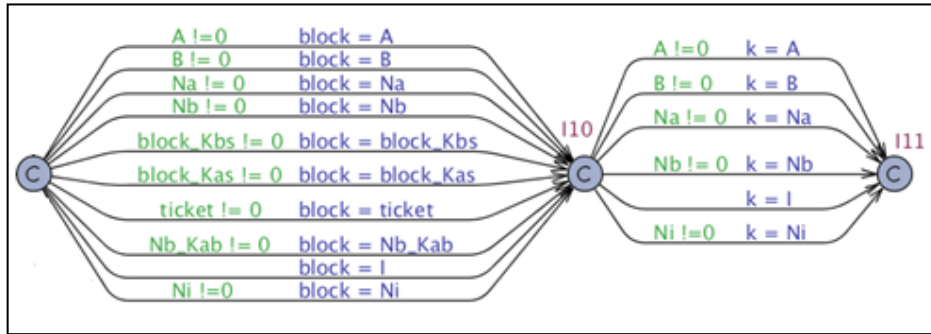 A !=0 block = A
B != 0 block = B
Na != 0 block = Na
Nb != 0 block = Nb
block_Kbs != 0 block = block_Kbs
block_Kas != 0 block = block_Kas
ticket != 0 block = ticket
Nb_Kab != 0 block = Nb_Kab
block = I
Ni !=0 block = Ni
C
I10
C
A !=0 k = A
B != 0 k = B
Na != 0 k = Na
Nb != 0 k = Nb
k = I
Ni !=0 k = Ni
I11
C